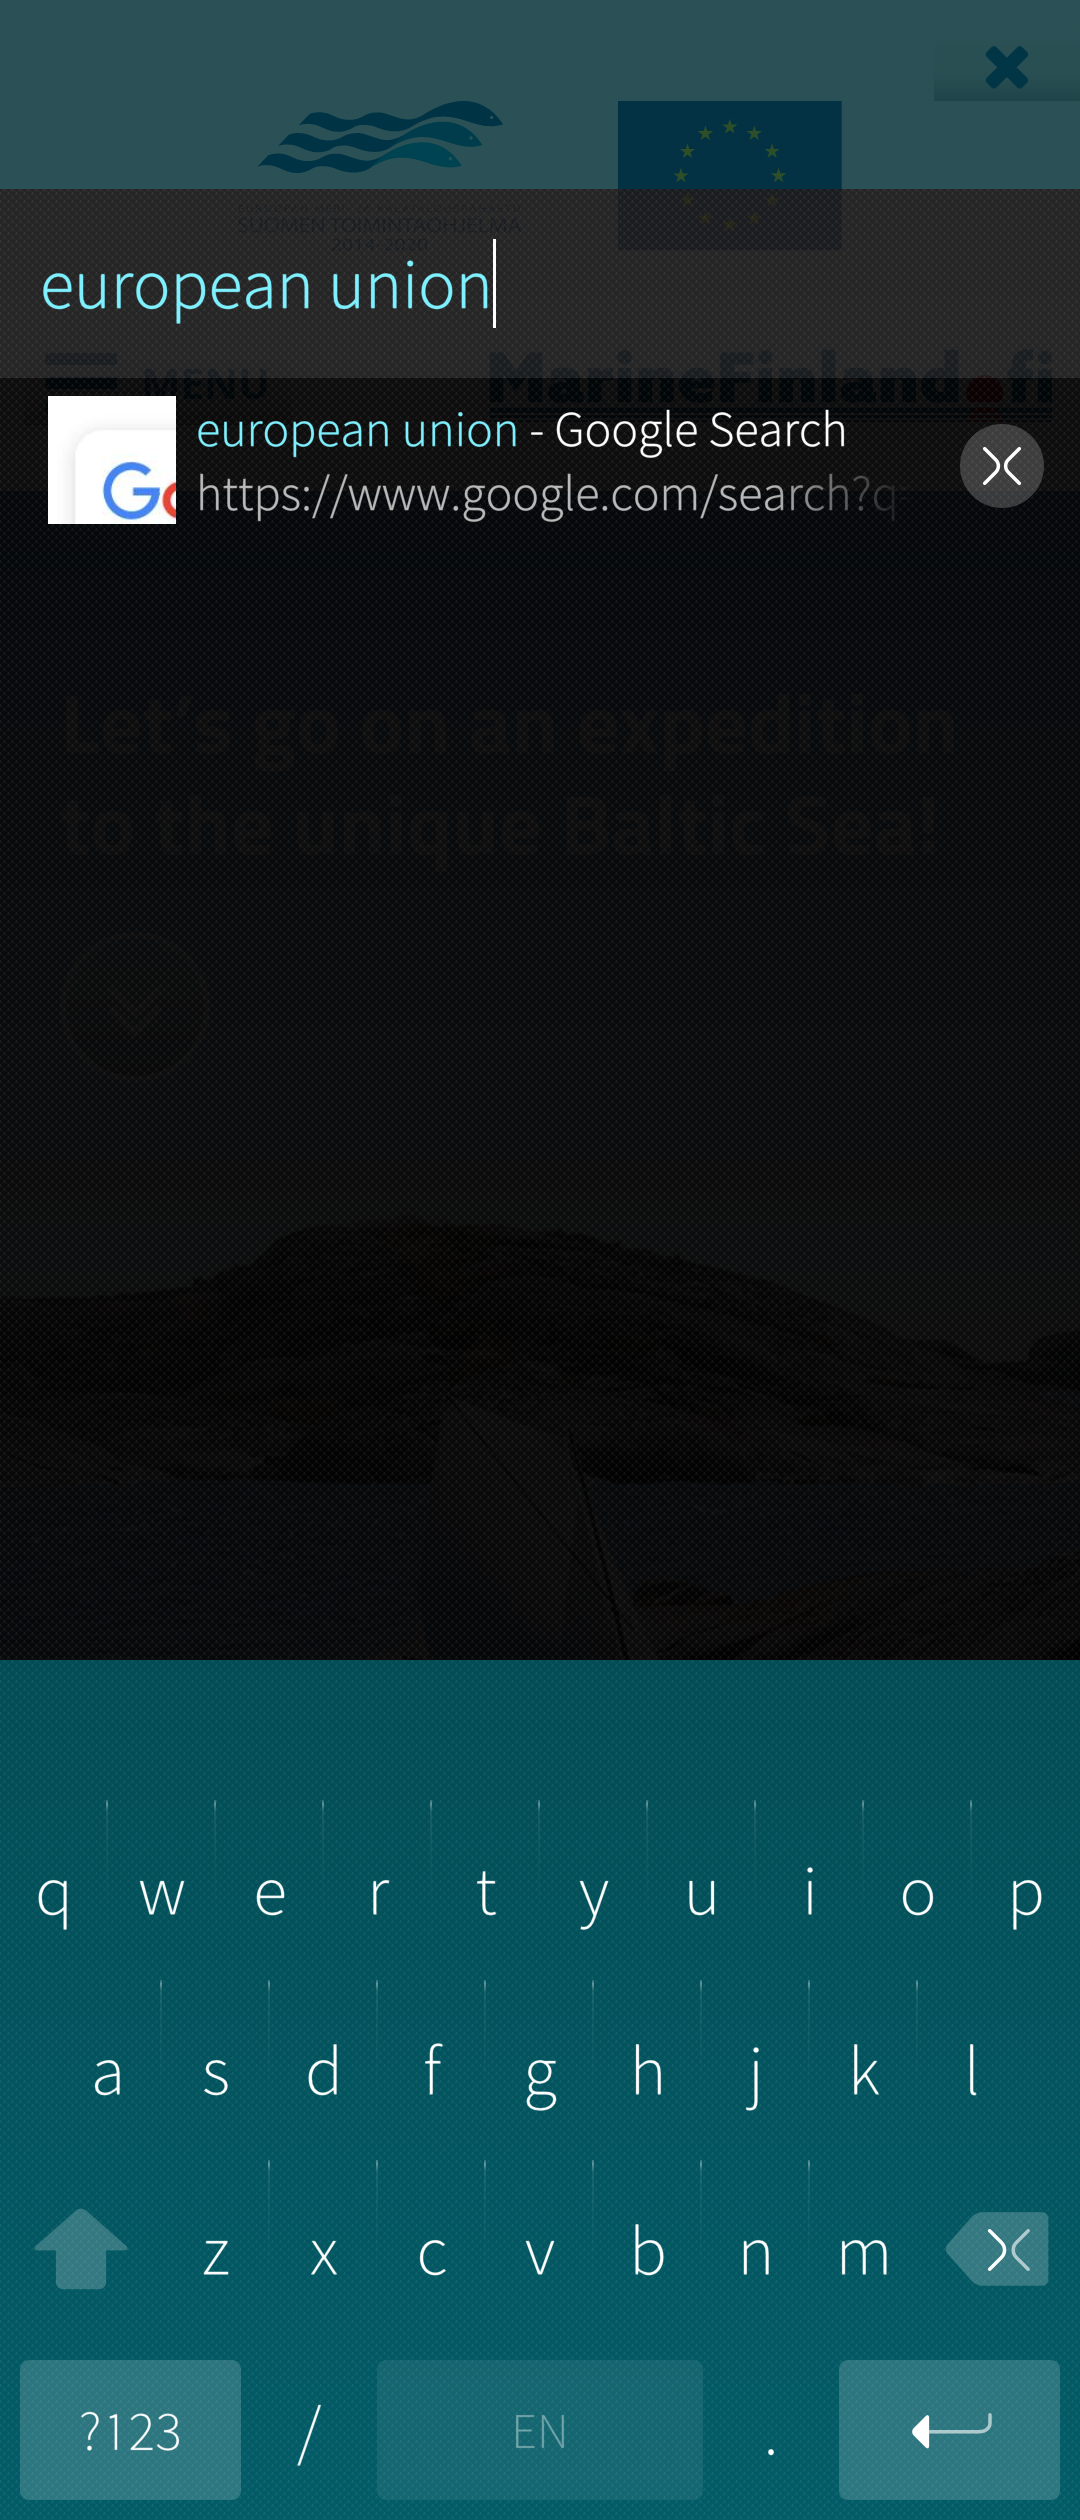 SUOMEN TOIMINTAOHJELMA
2014-2020
european union
MENU
MarineFinland.fi
european union - Google Search
Go
https://www.google.com/search?q
Let's go on an expedition
to the unique Baltic Sea!
q w e r t y u i o p
a s d f g h j k l
z x c v b n m
?123 / EN .